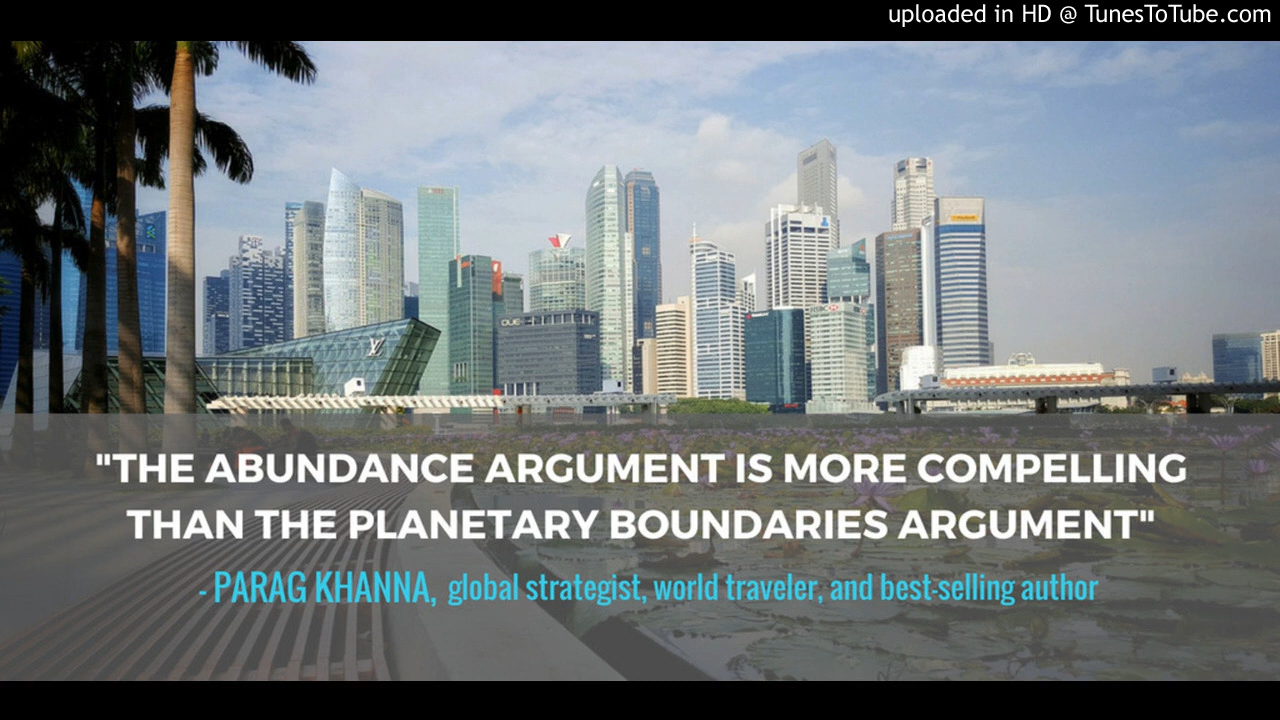 uploaded in HD @ TunesToTube.com
"THE ABUNDANCE ARGUMENT IS MORE COMPELLING
THAN THE PLANETARY BOUNDARIES ARGUMENT"
- PARAG KHANNA, global strategist, world traveler, and best-selling author